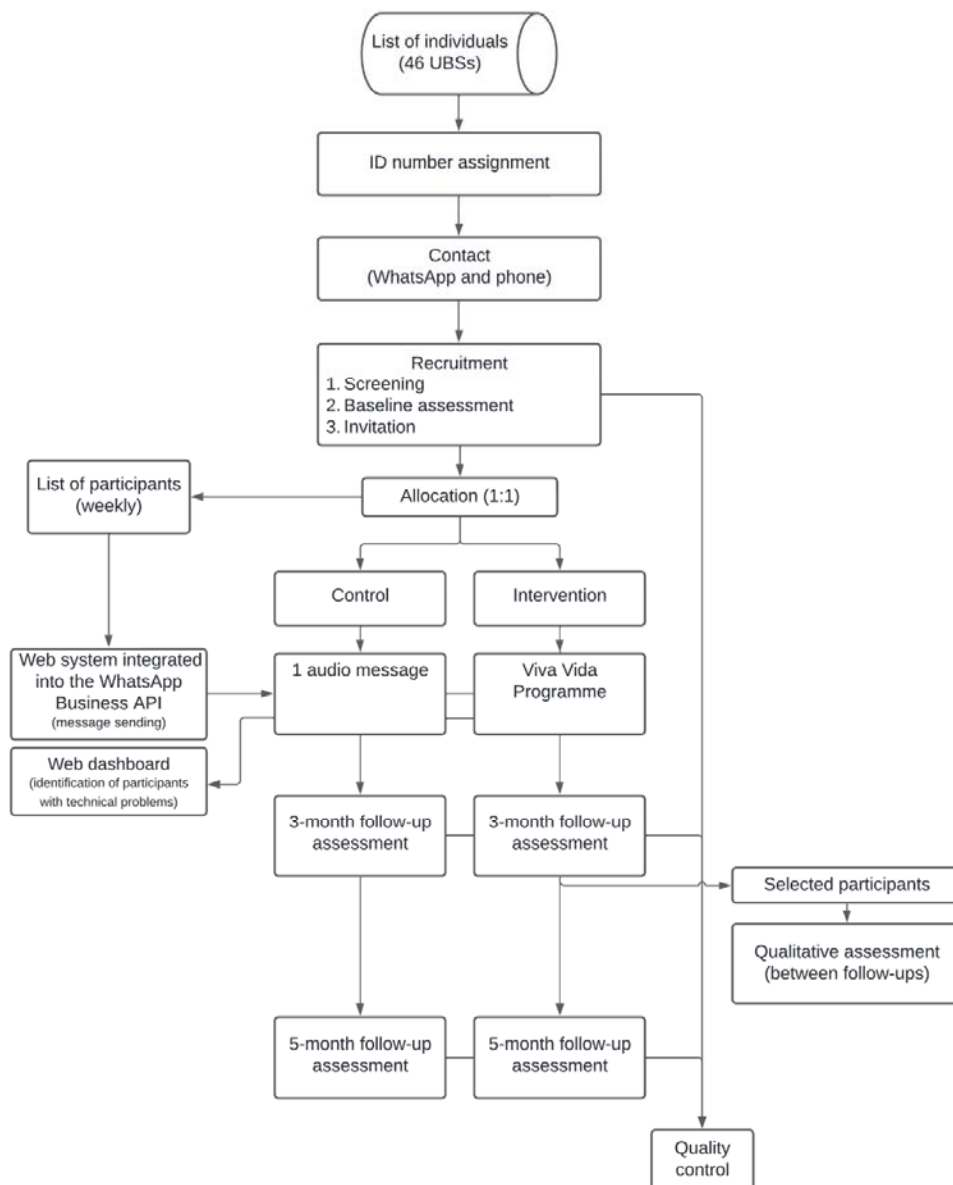 List of individuals
(46 UBSs)
ID number assignment
Contact
(WhatsApp and phone)
Recruitment
1. Screening
2. Baseline assessment
3. Invitation
List of participants
(weekly)
Allocation (1:1)
Control
Intervention
Web system integrated
into the WhatsApp
Business API
(message sending)
1 audio message
Viva Vida
Programme
Web dashboard
(identification of participants
with technical problems)
3-month follow-up
assessment
3-month follow-up
assessment
Selected participants
Qualitative assessment
(between follow-ups)
5-month follow-up
assessment
5-month follow-up
assessment
Quality
control